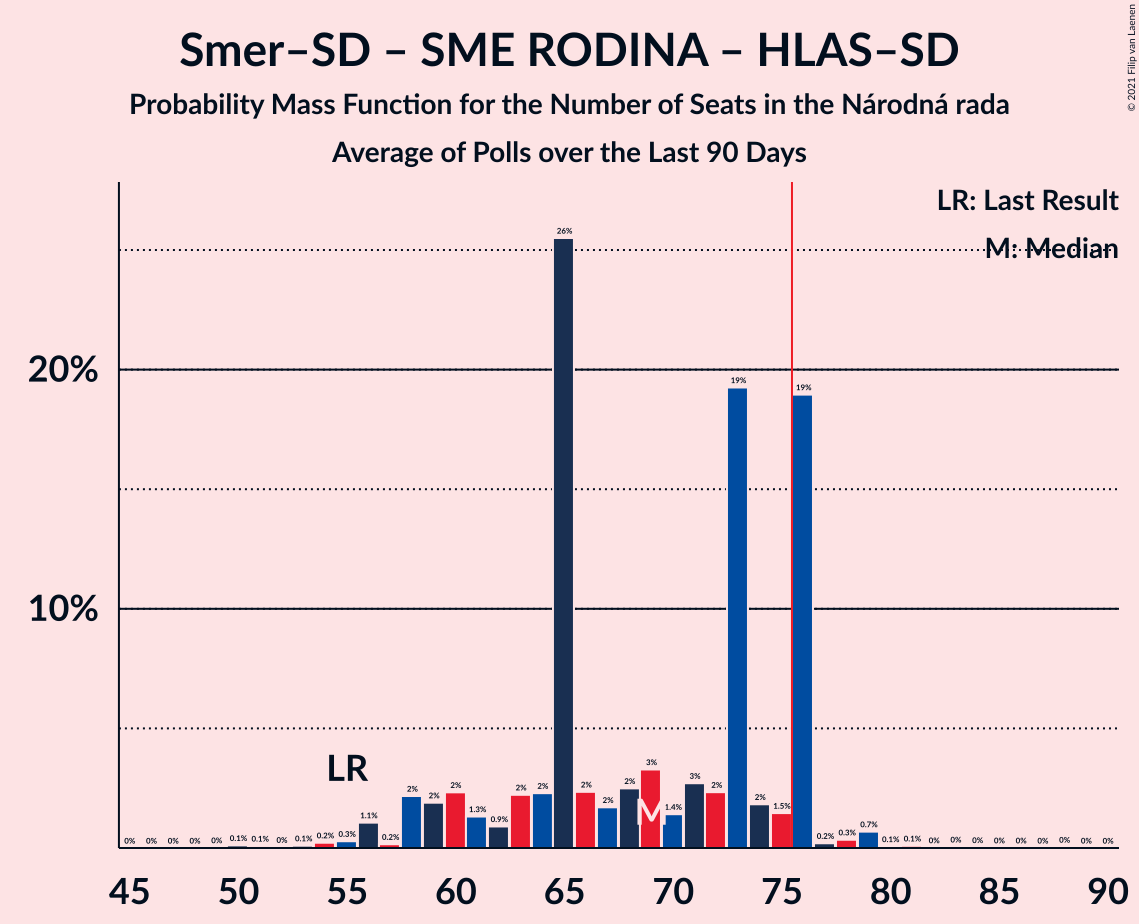 Smer–SD – SME RODINA – HLAS–SD
Probability Mass Function for the Number of Seats in the Národná rada
Average of Polls over the Last 90 Days
© 2021 Filip van Laenen
LR: Last Result
M: Median
20%
10%
0% 0% 0% 0% 0% 0.1% 0.1% 0% 0.1% 0.2% 0.3% 1.1% 0.2% 2% 2% 2% 1.3% 0.9% 2% 2% 26% 2% 2% 2% 3% 1.4% 3% 2% 19% 2% 1.5% 19% 0.2% 0.3% 0.7% 0.1% 0.1% 0% 0% 0% 0% 0% 0% 0% 0% 0%
LR
M
45 50 55 60 65 70 75 80 85 90